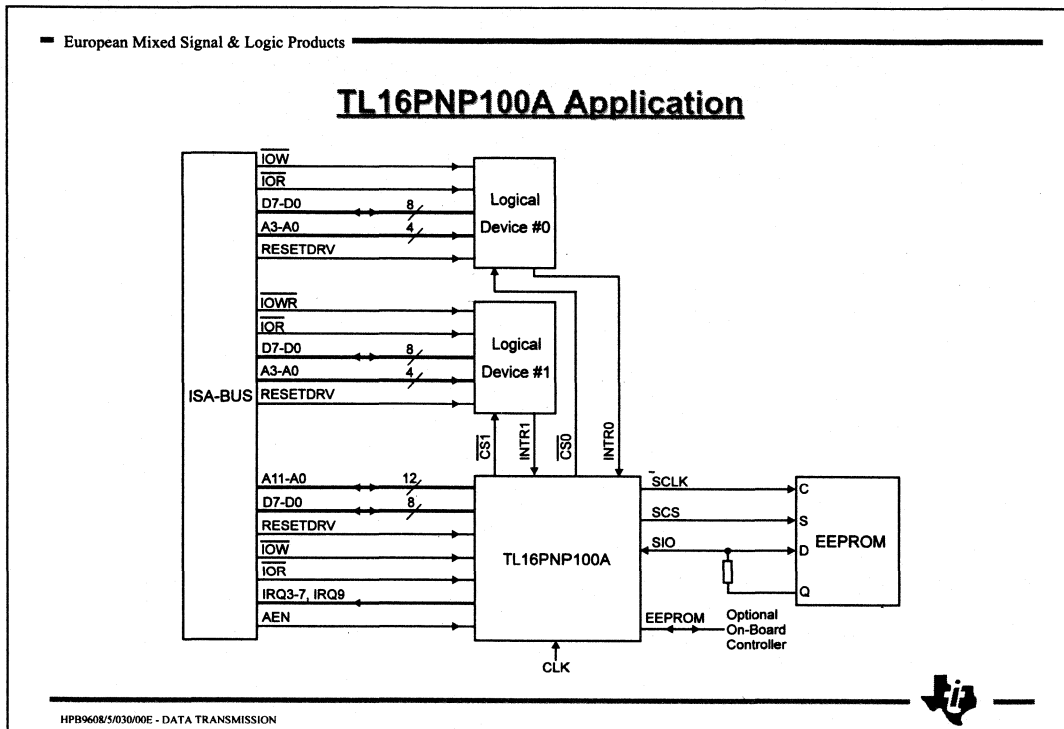 European Mixed Signal & Logic Products
TL16PNP100A Application
ISA-BUS
IOW
IOR
D7-D0
8
A3-A0
4
RESETDRV
Logical
Device #0
IOWR
IOR
D7-D0
8
A3-A0
4
RESETDRV
Logical
Device #1
CS1
INTR1
CS0
INTR0
A11-A0
12
D7-D0
8
RESETDRV
IOW
IOR
IRQ3-7, IRQ9
AEN
TL16PNP100A
CLK
SCLK
SCS
SIO
C
S
D
Q
EEPROM
EEPROM
Optional
On-Board
Controller
ti
HPB9608/5/030/00E - DATA TRANSMISSION